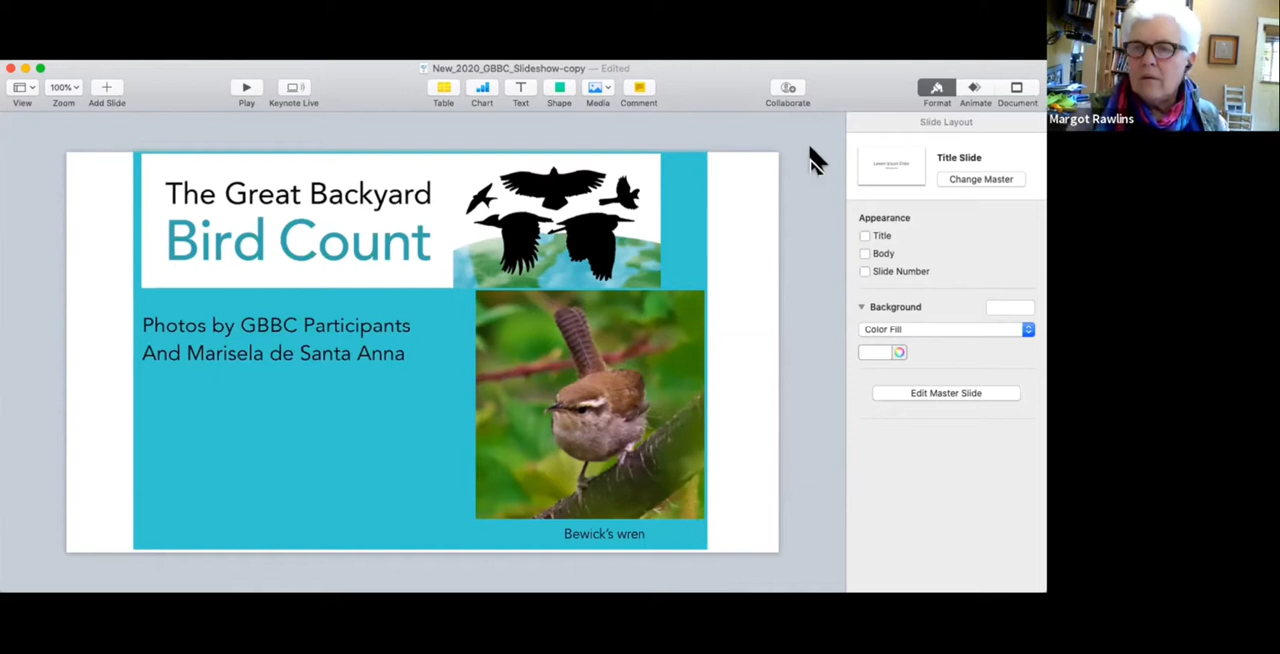 New_2020_GBBC_Slideshow-copy — Edited
View
100%
Zoom
Add Slide
Play
Keynote Live
Table
Chart
T
Text
Shape
Media
Comment
Collaborate
Format
Animate
Document
Margot Rawlins
Slide Layout
Title Slide
Change Master
Appearance
Title
Body
Slide Number
Background
Color Fill
Edit Master Slide
The Great Backyard
Bird Count
Photos by GBBC Participants
And Marisela de Santa Anna
Bewick's wren